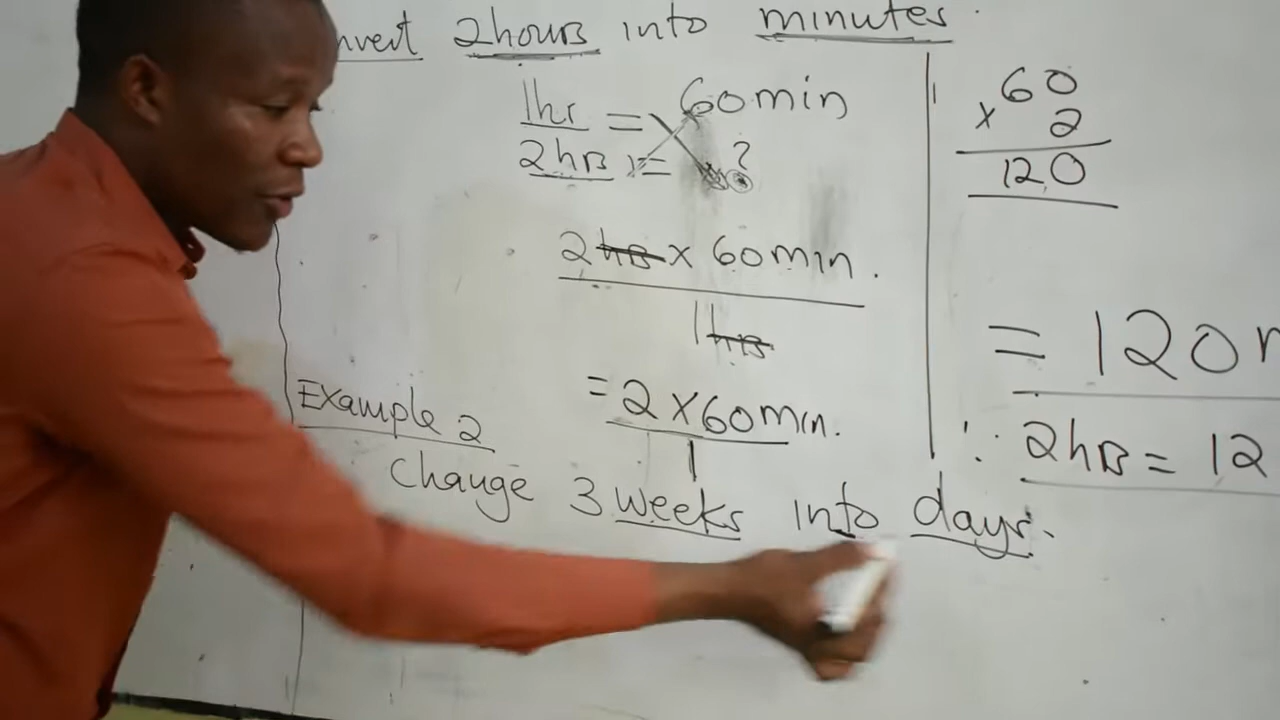 2hours into minutes.
1hr = 60min
2hrs = ?
2hrs x 60min.
1hrs
= 2 x 60min.
1
60
x 2
120
= 120
∴ 2hrs = 12
Example 2
Change 3 weeks into days.